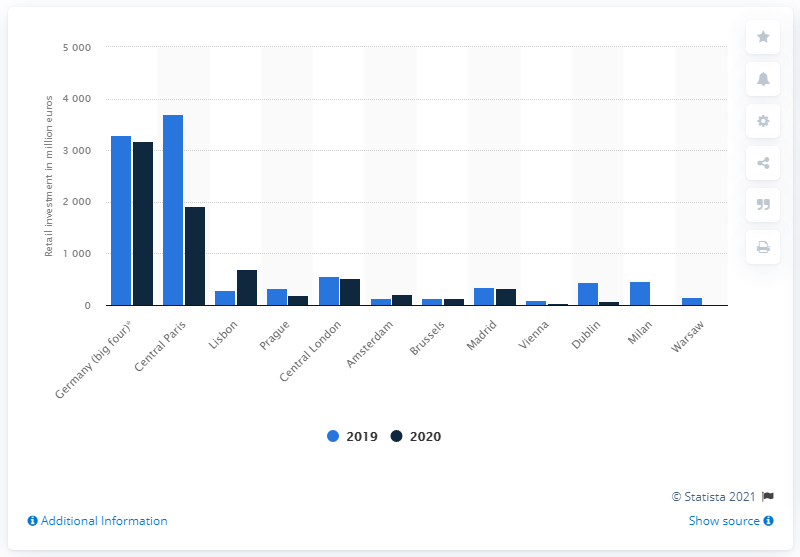 5 000
4 000
3 000
2 000
1 000
0
Retail investment in million euros
Germany (big four)*
Central Paris
Lisbon
Prague
Central London
Amsterdam
Brussels
Madrid
Vienna
Dublin
Milan
Warsaw
2019 2020
© Statista 2021
Additional Information Show source